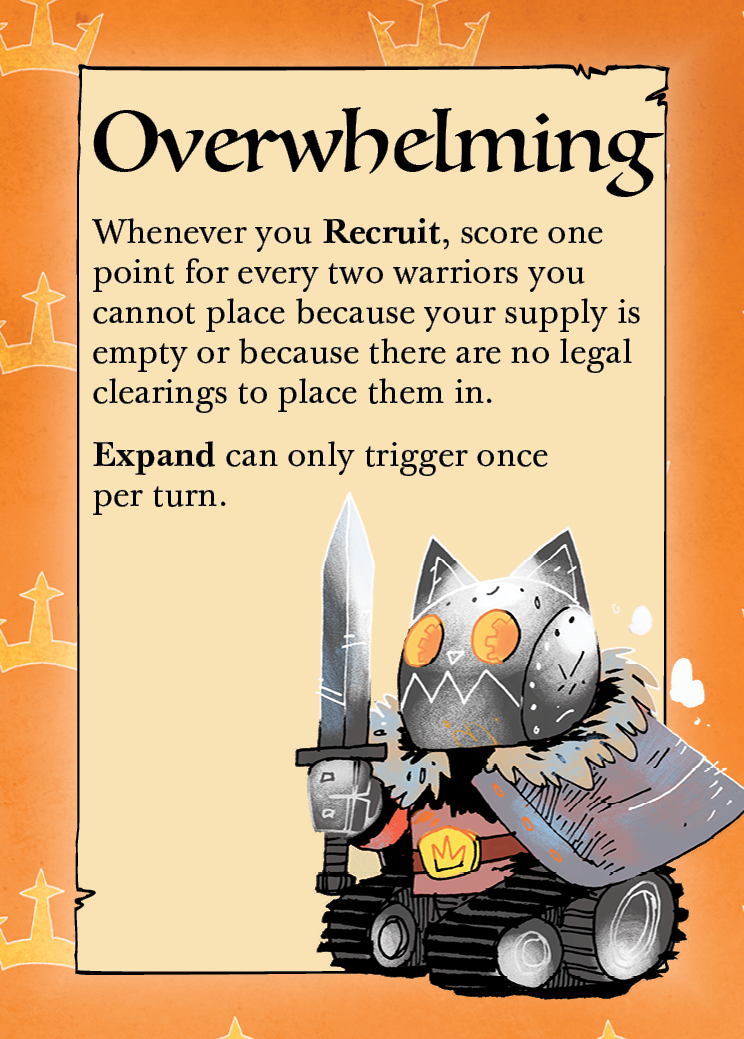 Overwhelming
Whenever you Recruit, score one
point for every two warriors you
cannot place because your supply is
empty or because there are no legal
clearings to place them in.
Expand can only trigger once
per turn.